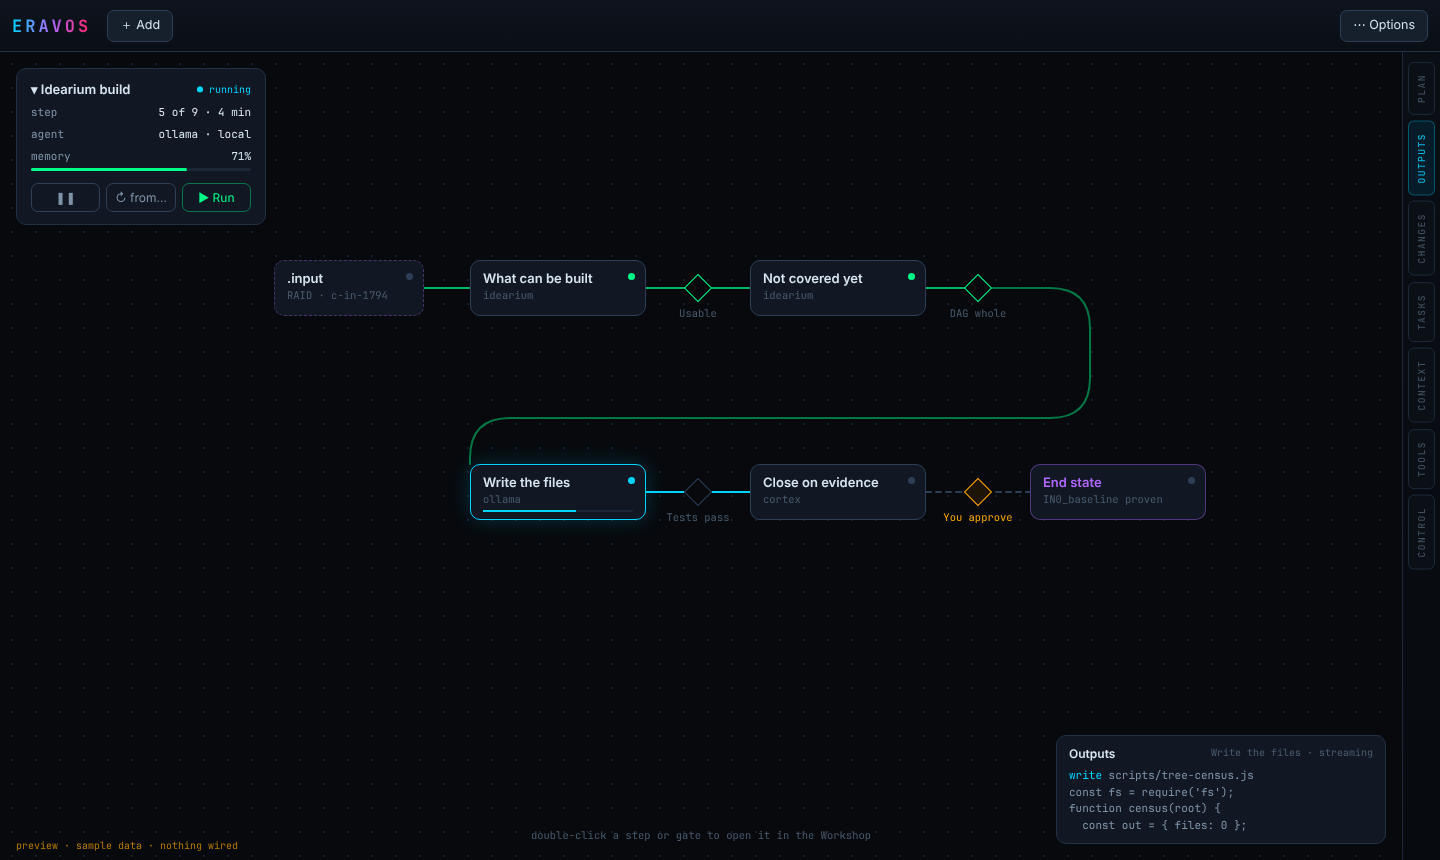 ERAVOS
+ Add
⋯ Options
▾ Idearium build
● running
step 5 of 9 · 4 min
agent ollama · local
memory 71%
❚❚
↻ from…
▶ Run
.input
RAID · c-in-1794
What can be built
idearium
Usable
Not covered yet
idearium
DAG whole
Write the files
ollama
Tests pass
Close on evidence
cortex
You approve
End state
IN0_baseline proven
PLAN
OUTPUTS
CHANGES
TASKS
CONTEXT
TOOLS
CONTROL
Outputs
Write the files · streaming
write scripts/tree-census.js
const fs = require('fs');
function census(root) {
  const out = { files: 0 };
double-click a step or gate to open it in the Workshop
preview · sample data · nothing wired